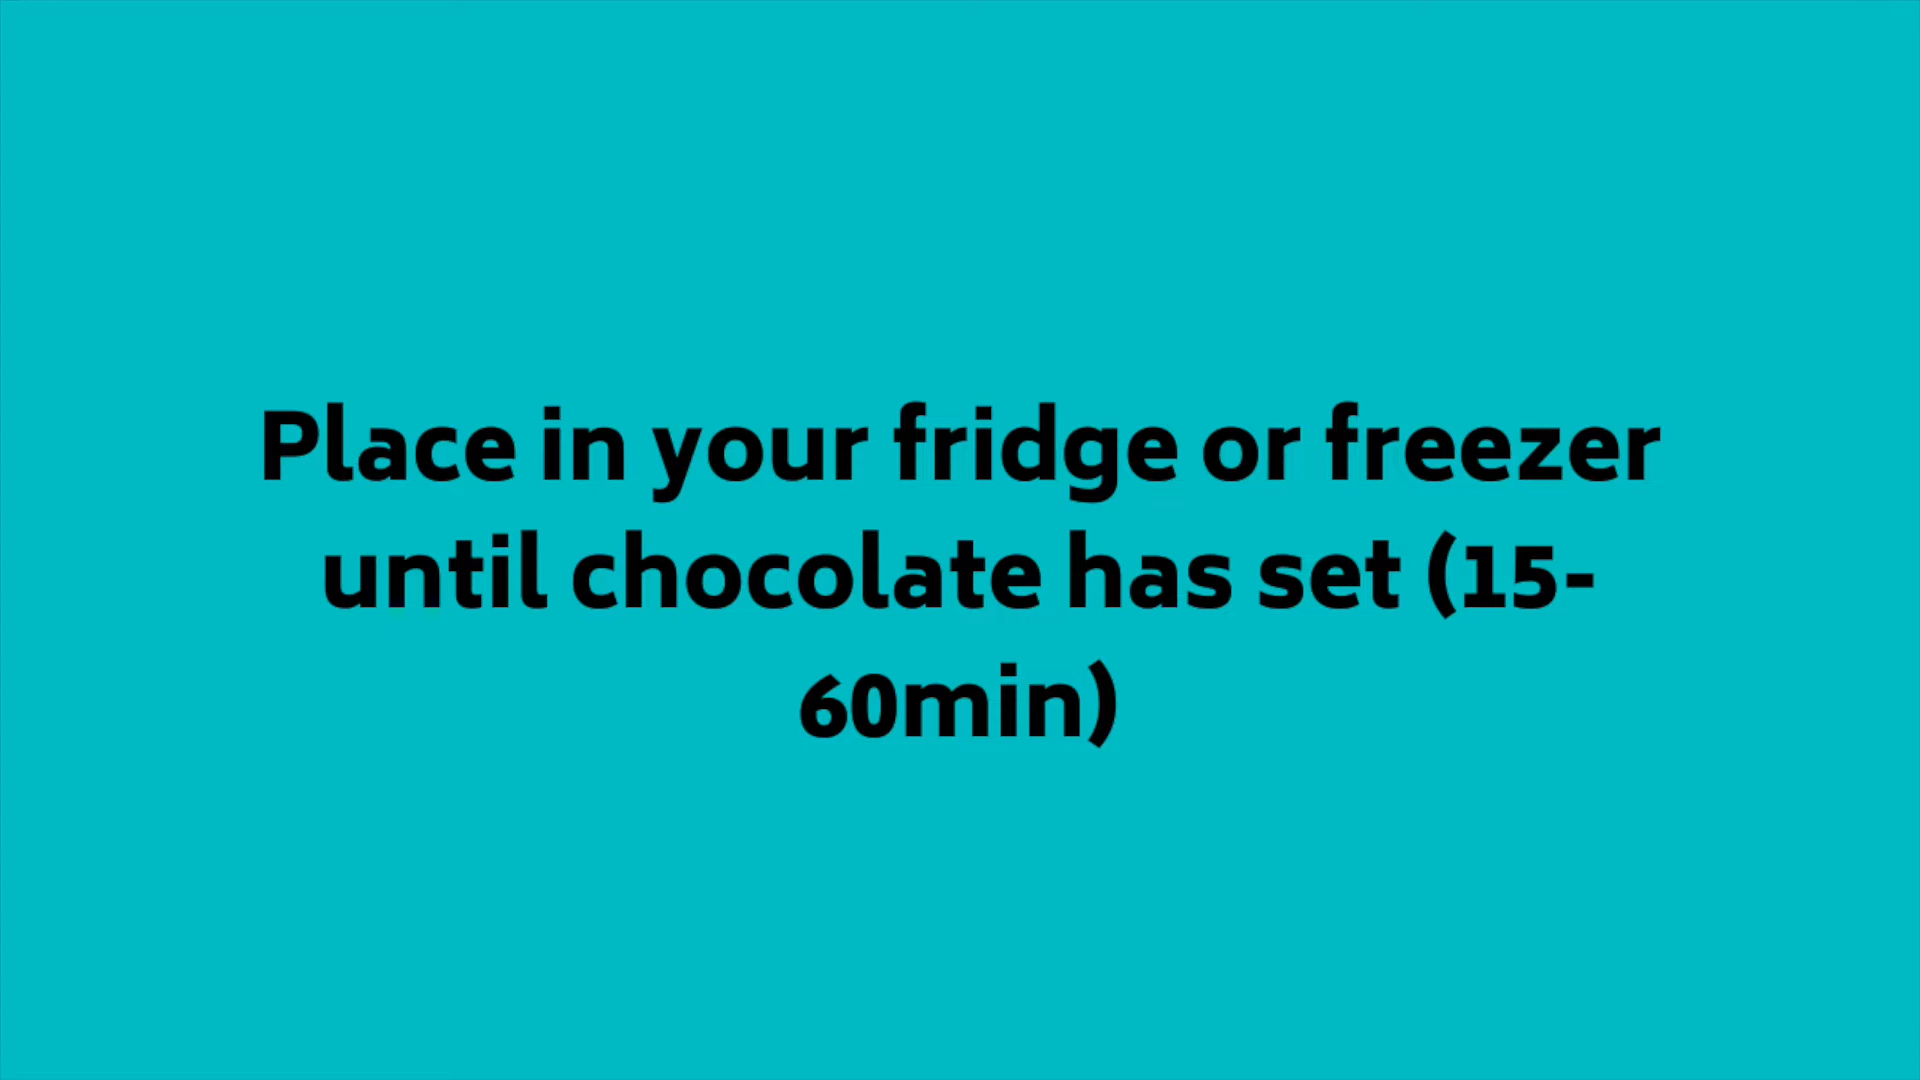 Place in your fridge or freezer
until chocolate has set (15-
60min)